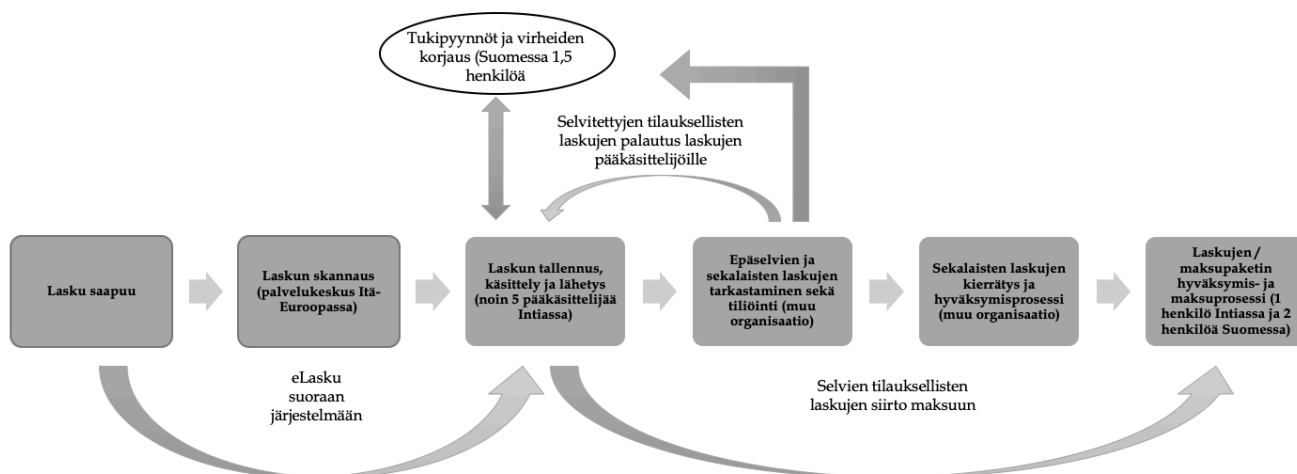 Tukipyynnöt ja virheiden
korjaus (Suomessa 1,5
henkilöä
Selvitettyjen tilauksellisten
laskujen palautus laskujen
pääkäsittelijöille
Lasku saapuu
Laskun skannaus
(palvelukeskus Itä-
Euroopassa)
Laskun tallennus,
käsittely ja lähetys
(noin 5 pääkäsittelijää
Intiassa)
Epäselvien ja
sekalaisten laskujen
tarkastaminen sekä
tiliöinti (muu
organisaatio)
Sekalaisten laskujen
kierrätys ja
hyväksymisprosessi
(muu organisaatio)
Laskujen /
maksupaketin
hyväksymis- ja
maksuprosessi (1
henkilö Intiassa ja 2
henkilöä Suomessa)
eLasku
suoraan
järjestelmään
Selvien tilauksellisten
laskujen siirto maksuun